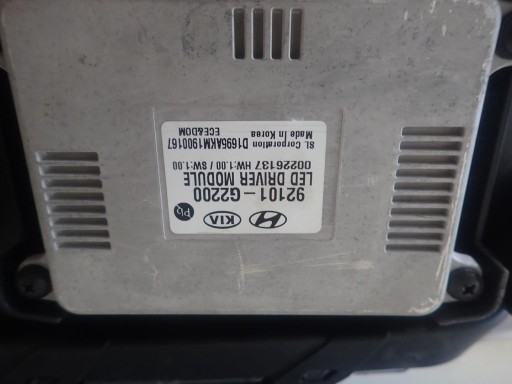 KIA
92101-G2200
LED DRIVER MODULE
00226137 HW:1.00 / SW:1.00
D1696AKM1900167
SL Corporation ECE&DOM
Made in Korea